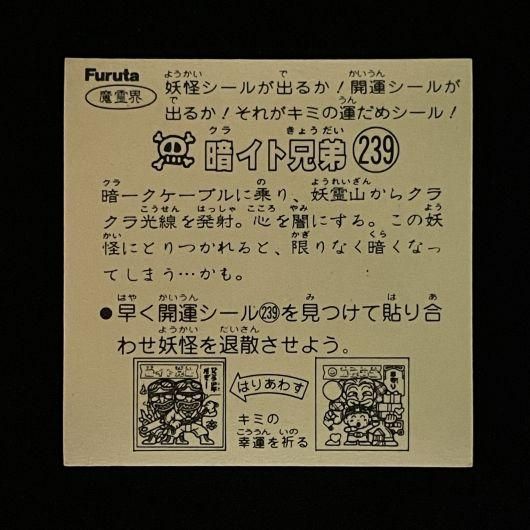 Furuta
魔霊界
妖怪シールが出るか!開運シールが
出るか!それがキミの運だめシール!
暗イト兄弟 239
暗ークケーブルに乗り、妖霊山からクラ
クラ光線を発射。心を闇にする。この妖
怪にとりつかれると、限りなく暗くなっ
てしまう…かも。
●早く開運シール239を見つけて貼り合
わせ妖怪を退散させよう。
はりあわす
キミの
幸運を祈る